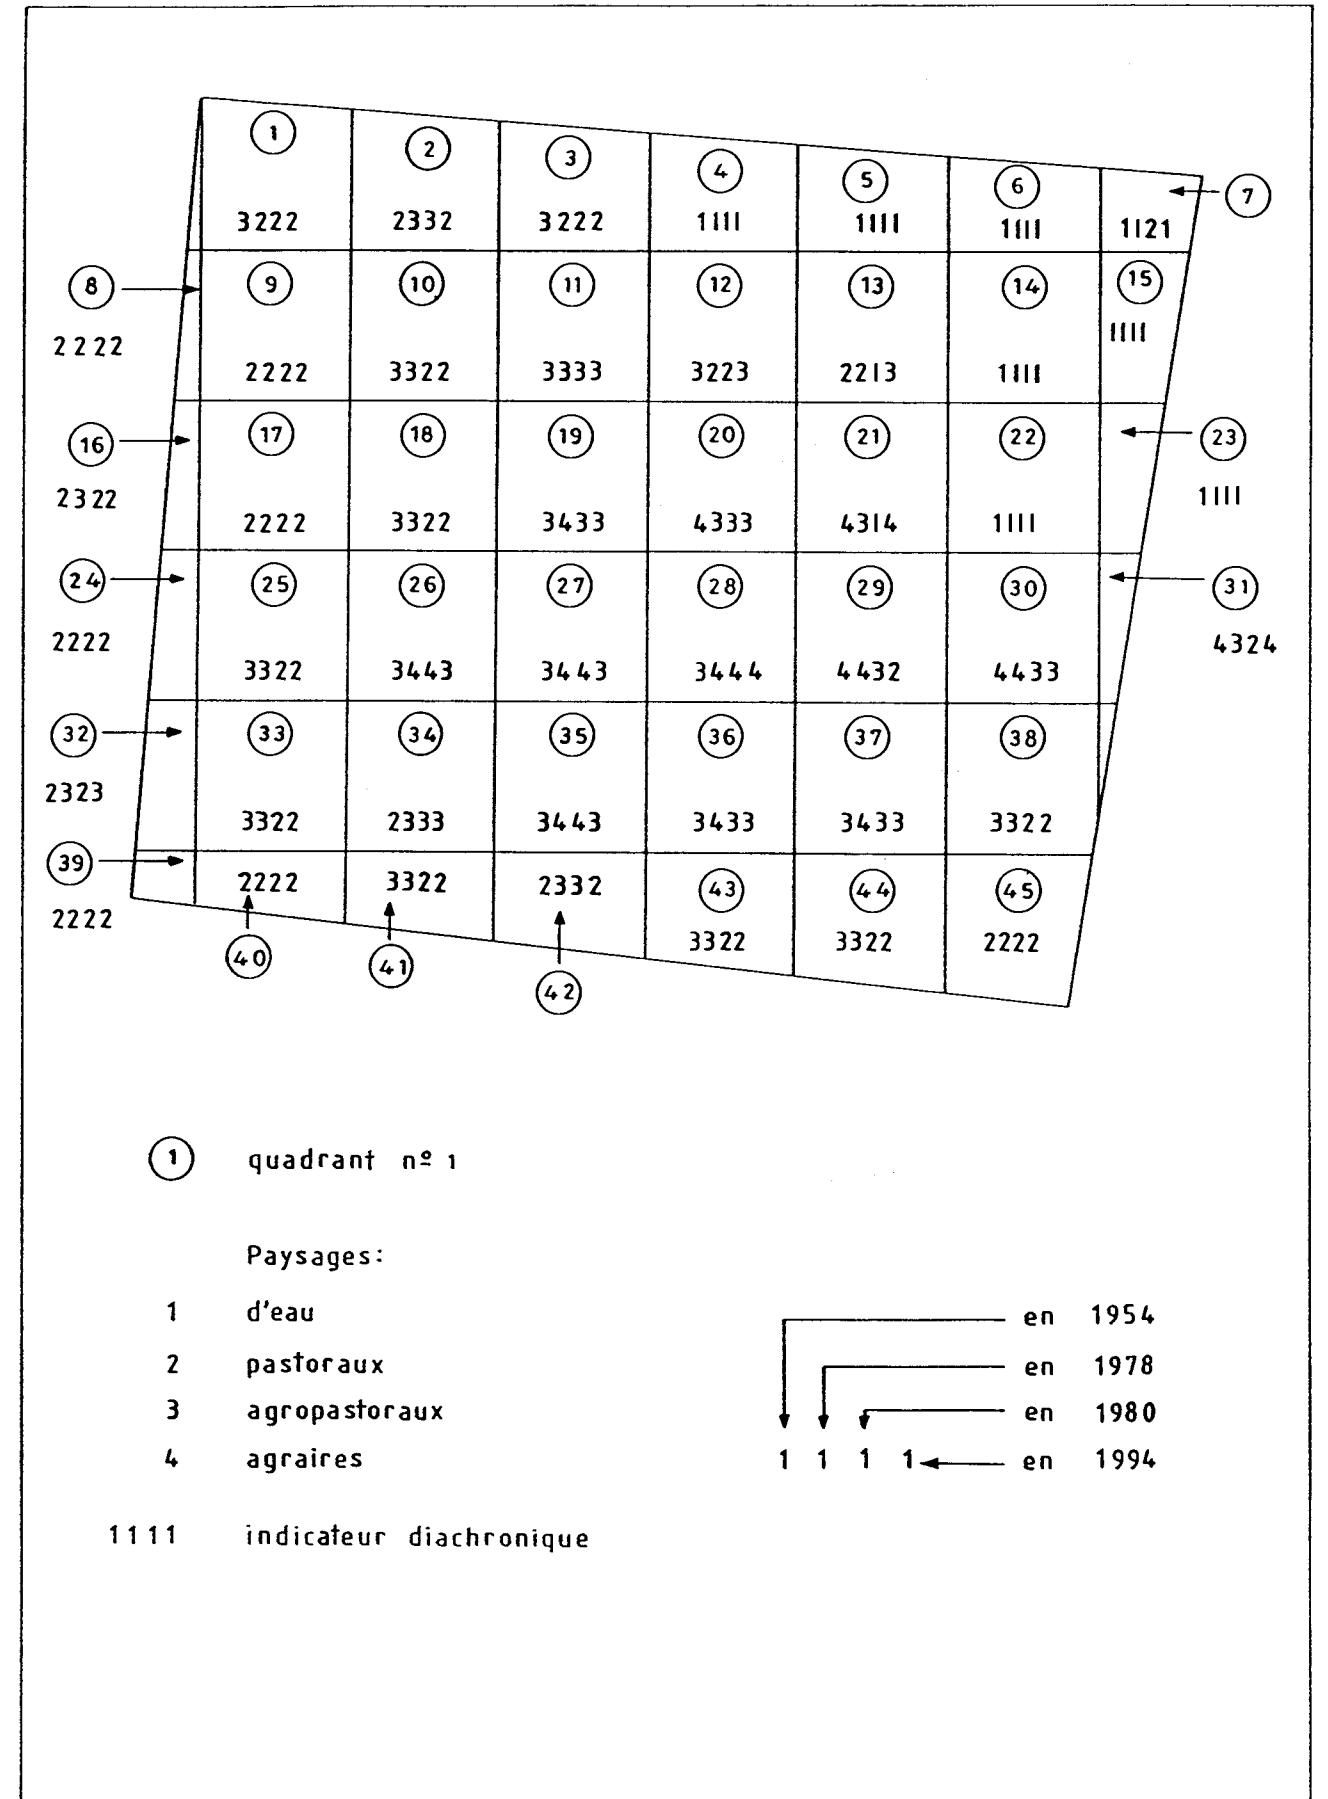 1 2 3 4 5 6 7
3222 2332 3222 1111 1111 1111 1121
8 9 10 11 12 13 14 15
2222 2222 3322 3333 3223 2213 1111 1111
16 17 18 19 20 21 22 23
2322 2222 3322 3433 4333 4314 1111 1111
24 25 26 27 28 29 30 31
2222 3322 3443 3443 3444 4432 4433 4324
32 33 34 35 36 37 38
2323 3322 2333 3443 3433 3433 3322
39 2222 3322 2332 43 44 45
2222 40 41 42 3322 3322 2222
1 quadrant nº 1
Paysages:
1 d'eau
2 pastoraux
3 agropastoraux
4 agraires
en 1954
en 1978
en 1980
1 1 1 1 en 1994
1111 indicateur diachronique